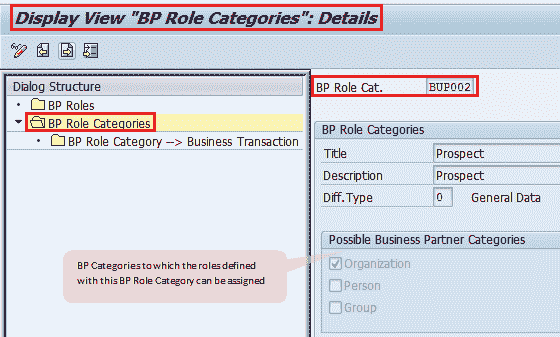 Display View "BP Role Categories": Details
Dialog Structure
BP Roles
BP Role Categories
BP Role Category --> Business Transaction
BP Role Cat. BUP002
BP Role Categories
Title Prospect
Description Prospect
Diff.Type 0 General Data
Possible Business Partner Categories
Organization
Person
Group
BP Categories to which the roles defined
with this BP Role Category can be assigned